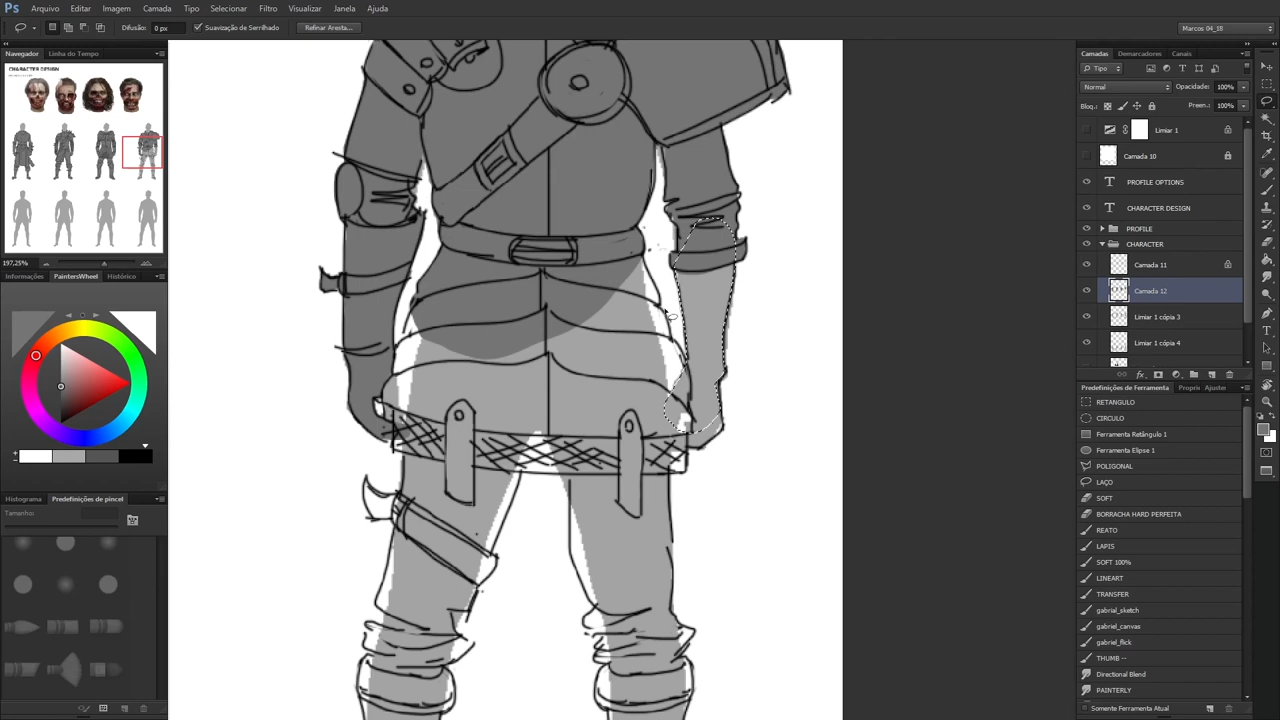 Ps Arquivo Editar Imagem Camada Tipo Selecionar Filtro 3D Visualizar Janela Ajuda
Difusão: 0 px Suavização de Serrilhado Refinar Aresta... Marcos 04_18
Navegador Linha do Tempo
CHARACTER DESIGN
197,25%
Informações PaintersWheel Histórico
Histograma Predefinições de pincel
Tamanho:
Camadas Demarcadores Canais
Tipo
Normal Opacidade: 100%
Bloq.: Preen.: 100%
Limiar 1
Camada 10
PROFILE OPTIONS
CHARACTER DESIGN
PROFILE
CHARACTER
Camada 11
Camada 12
Limiar 1 cópia 3
Limiar 1 cópia 4
Predefinições de Ferramenta Proprie Ajustes
RETANGULO
CIRCULO
Ferramenta Retângulo 1
Ferramenta Elipse 1
POLIGONAL
LAÇO
SOFT
BORRACHA HARD PERFEITA
REATO
LAPIS
SOFT 100%
LINEART
TRANSFER
gabrial_sketch
gabriel_canvas
gabriel_flick
THUMB --
Directional Blend
PAINTERLY
Somente Ferramenta Atual